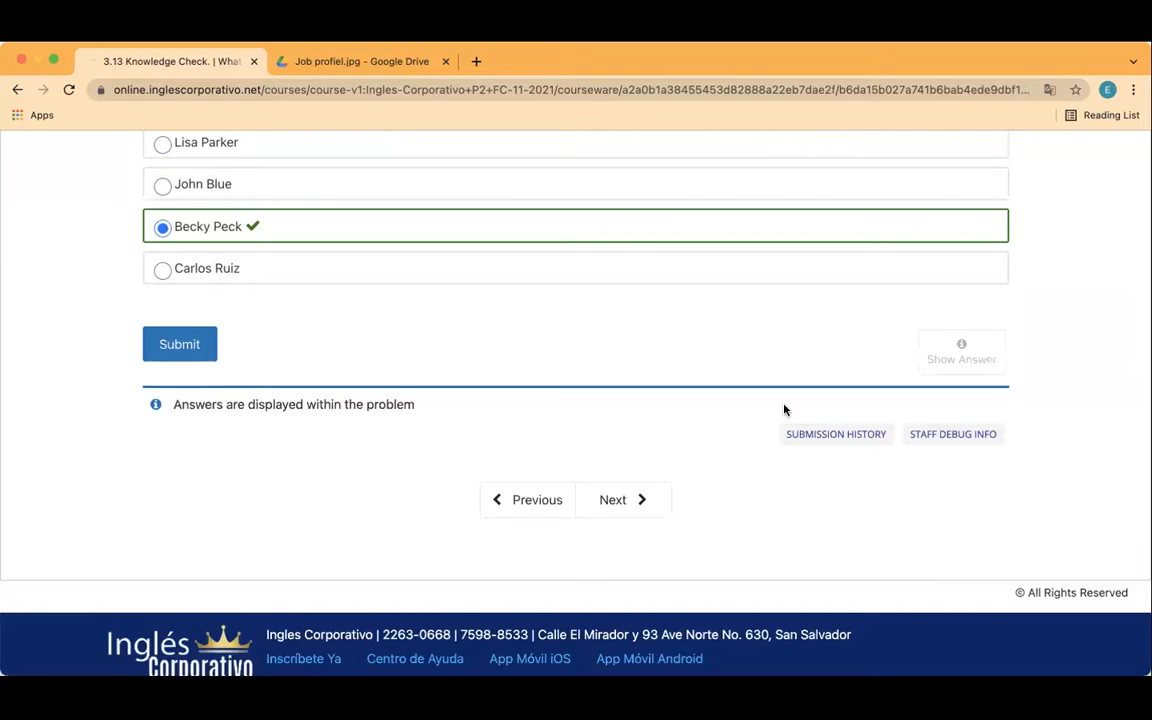 3.13 Knowledge Check. | What
Job profiel.jpg - Google Drive
online.inglescorporativo.net/courses/course-v1:Ingles-Corporativo+P2+FC-11-2021/courseware/a2a0b1a38455453d82888a22eb7dae2f/b6da15b027a741b6bab4ede9dbf1...
E
Apps
Reading List
Lisa Parker
John Blue
Becky Peck
Carlos Ruiz
Submit
Show Answer
Answers are displayed within the problem
SUBMISSION HISTORY
STAFF DEBUG INFO
Previous
Next
© All Rights Reserved
Inglés Corporativo
Ingles Corporativo | 2263-0668 | 7598-8533 | Calle El Mirador y 93 Ave Norte No. 630, San Salvador
Inscríbete Ya
Centro de Ayuda
App Móvil iOS
App Móvil Android